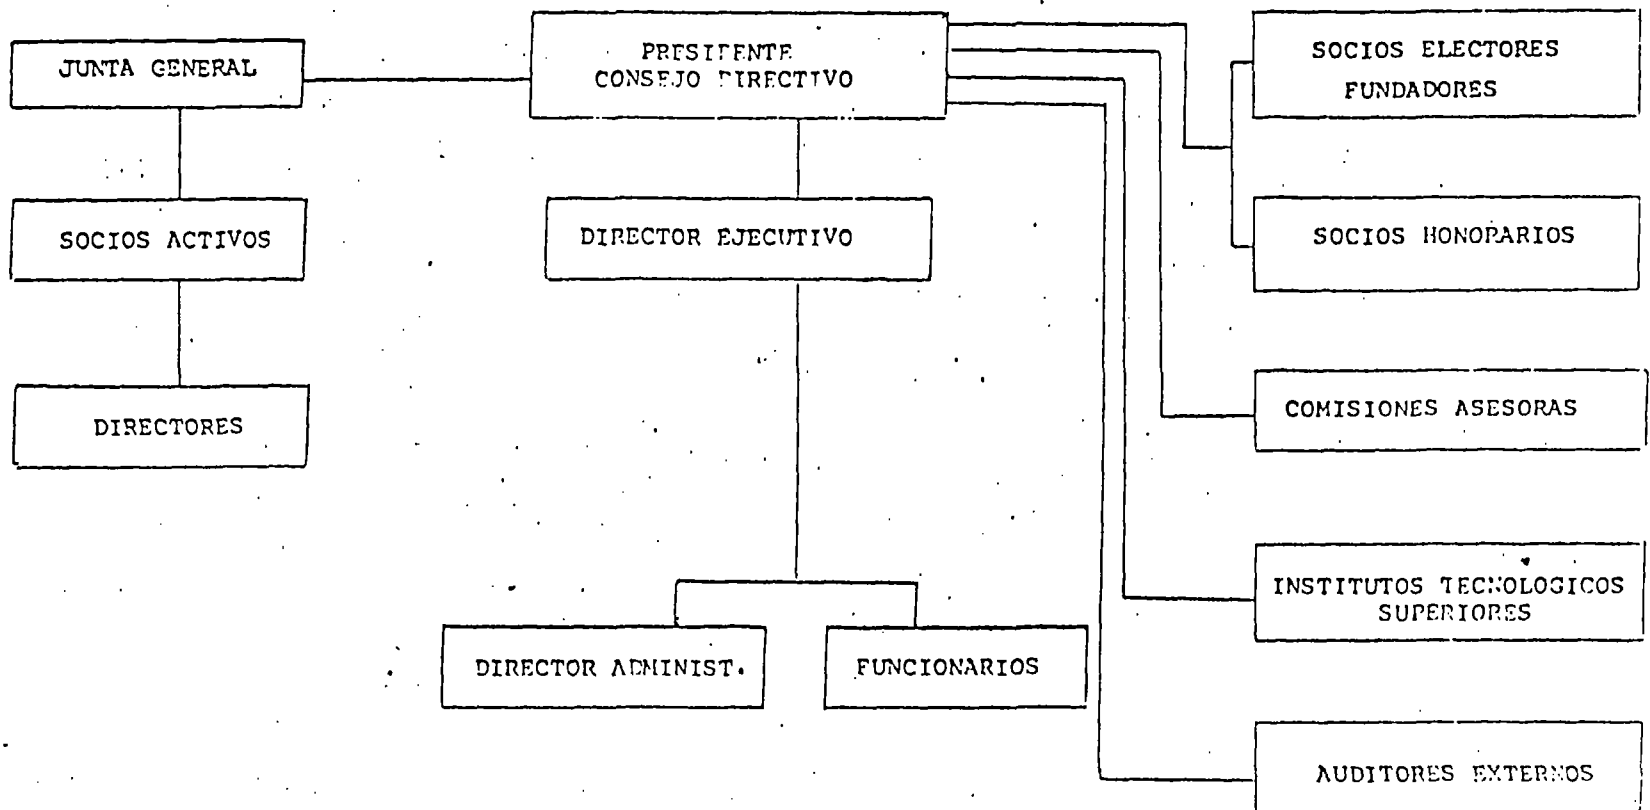 JUNTA GENERAL
PRESIDENTE
CONSEJO DIRECTIVO
SOCIOS ELECTORES
FUNDADORES
SOCIOS ACTIVOS
DIRECTOR EJECUTIVO
SOCIOS HONORARIOS
DIRECTORES
COMISIONES ASESORAS
INSTITUTOS TECNOLOGICOS
SUPERIORES
DIRECTOR ADMINIST.
FUNCIONARIOS
AUDITORES EXTERNOS